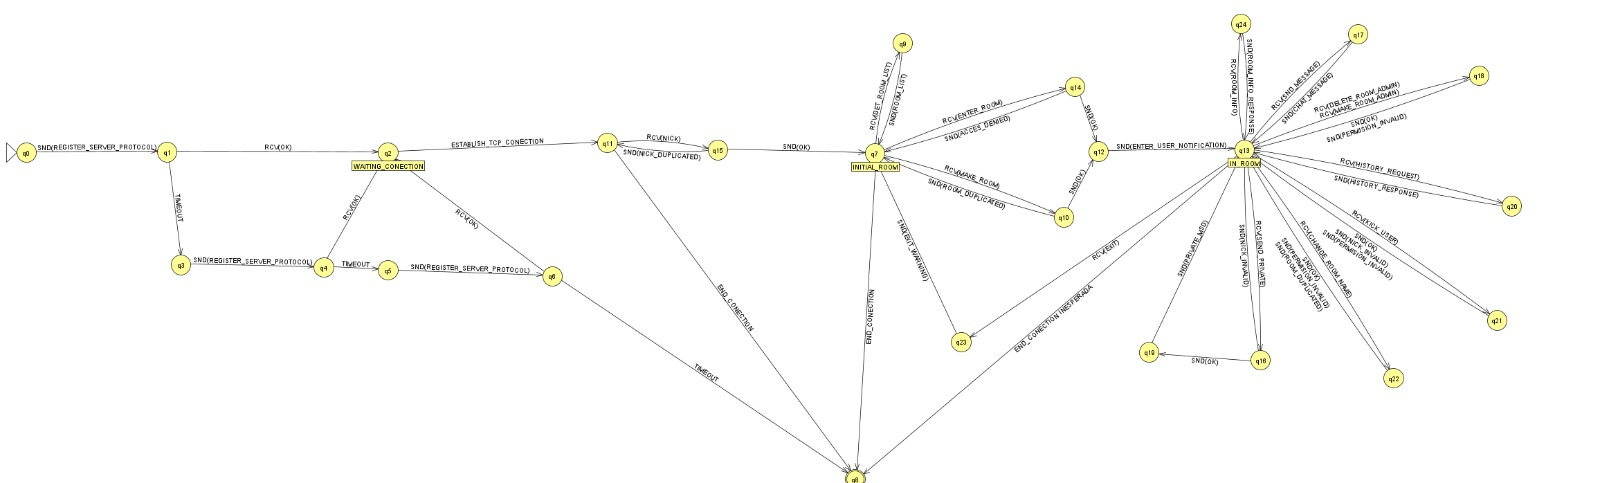 q24
q17
q9
q18
q14
q0
SND(REGISTER_SERVER_PROTOCOL)
q1
RCV(OK)
q2
WAITING_CONECTION
ESTABLISH_TCP_CONECTION
q11
RCV(NICK)
SND(NICK_DUPLICATED)
q15
SND(OK)
q7
INITIAL_ROOM
RCV(GET_ROOM_LIST)
SND(ROOM_LIST)
RCV(ENTER_ROOM)
SND(ACCES_DENIED)
SND(OK)
q12
RCV(MAKE_ROOM)
SND(ROOM_DUPLICATED)
SND(OK)
q10
SND(ENTER_USER_NOTIFICATION)
q13
IN_ROOM
RCV(ROOM_INFO)
SND(ROOM_INFO_RESPONSE)
RCV(SND_MESSAGE)
SND(CHAT_MESSAGE)
RCV(DELETE_ROOM_ADMIN)
RCV(MAKE_ROOM_ADMIN)
SND(OK)
SND(PERMISION_INVALID)
RCV(HISTORY_REQUEST)
SND(HISTORY_RESPONSE)
q20
RCV(KICK_USER)
SND(OK)
SND(NICK_INVALID)
SND(PERMISION_INVALID)
q21
RCV(CHANGE_ROOM_NAME)
SND(OK)
SND(PERMISION_INVALID)
SND(ROOM_DUPLICATED)
q22
RCV(SEND_PRIVATE)
SND(NICK_INVALID)
q16
SND(OK)
q19
SND(PRIVATE_MSG)
RCV(EXIT)
q23
SND(EXIT_WARNING)
END_CONECTION INESPERADA
END_CONECTION
END_CONECTION
TIMEOUT
q3
SND(REGISTER_SERVER_PROTOCOL)
q4
RCV(OK)
TIMEOUT
q5
SND(REGISTER_SERVER_PROTOCOL)
q6
RCV(OK)
TIMEOUT
q8